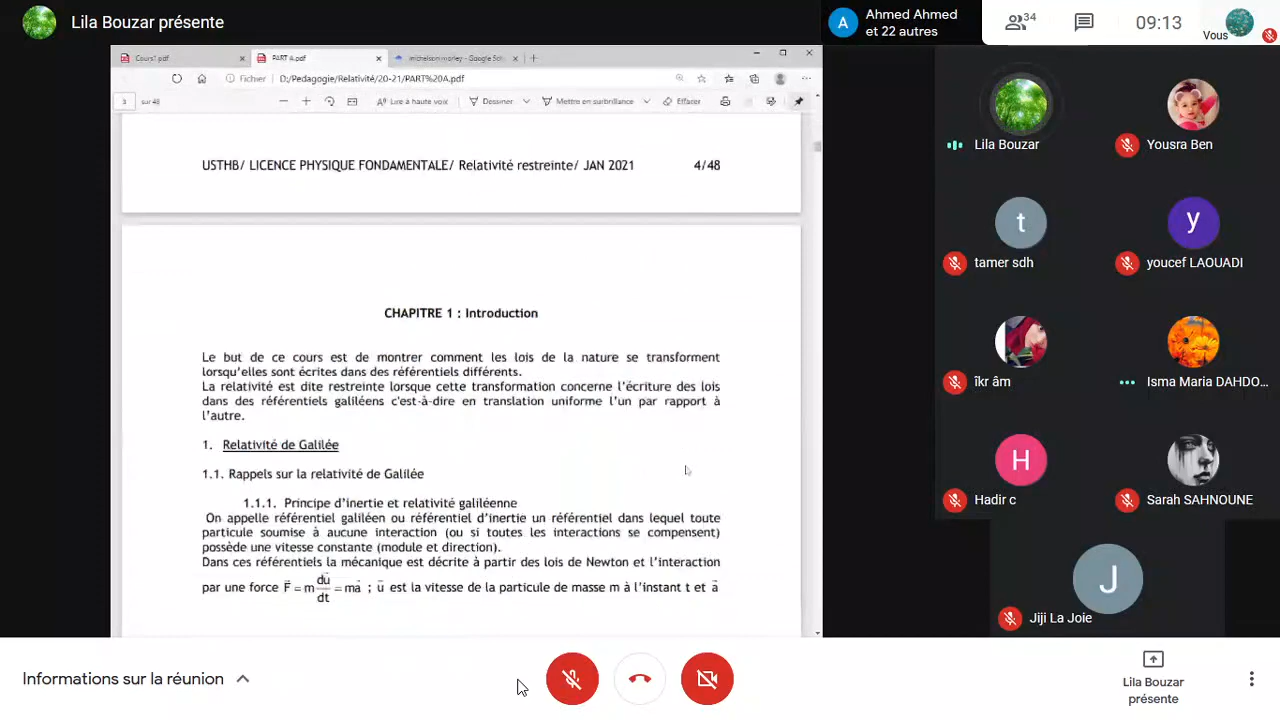 Lila Bouzar présente
Ahmed Ahmed
et 22 autres
34
09:13
Vous
Cours1.pdf
PART A.pdf
michelson morley - Google Sch
Fichier
D:/Pedagogie/Relativité/20-21/PART%20A.pdf
3 sur 48
Lire à haute voix
Dessiner
Mettre en surbrillance
Effacer
USTHB/ LICENCE PHYSIQUE FONDAMENTALE/ Relativité restreinte/ JAN 2021 4/48
CHAPITRE 1 : Introduction
Le but de ce cours est de montrer comment les lois de la nature se transforment
lorsqu'elles sont écrites dans des référentiels différents.
La relativité est dite restreinte lorsque cette transformation concerne l'écriture des lois
dans des référentiels galiléens c'est-à-dire en translation uniforme l'un par rapport à
l'autre.
1. Relativité de Galilée
1.1. Rappels sur la relativité de Galilée
1.1.1. Principe d'inertie et relativité galiléenne
On appelle référentiel galiléen ou référentiel d'inertie un référentiel dans lequel toute
particule soumise à aucune interaction (ou si toutes les interactions se compensent)
possède une vitesse constante (module et direction).
Dans ces référentiels la mécanique est décrite à partir des lois de Newton et l'interaction
par une force F⃗ = m du⃗/dt = ma⃗ ; u⃗ est la vitesse de la particule de masse m à l'instant t et a⃗
Lila Bouzar
Yousra Ben
t
tamer sdh
y
youcef LAOUADI
îkr âm
Isma Maria DAHDO...
H
Hadir c
Sarah SAHNOUNE
J
Jiji La Joie
A
Informations sur la réunion
Lila Bouzar
présente